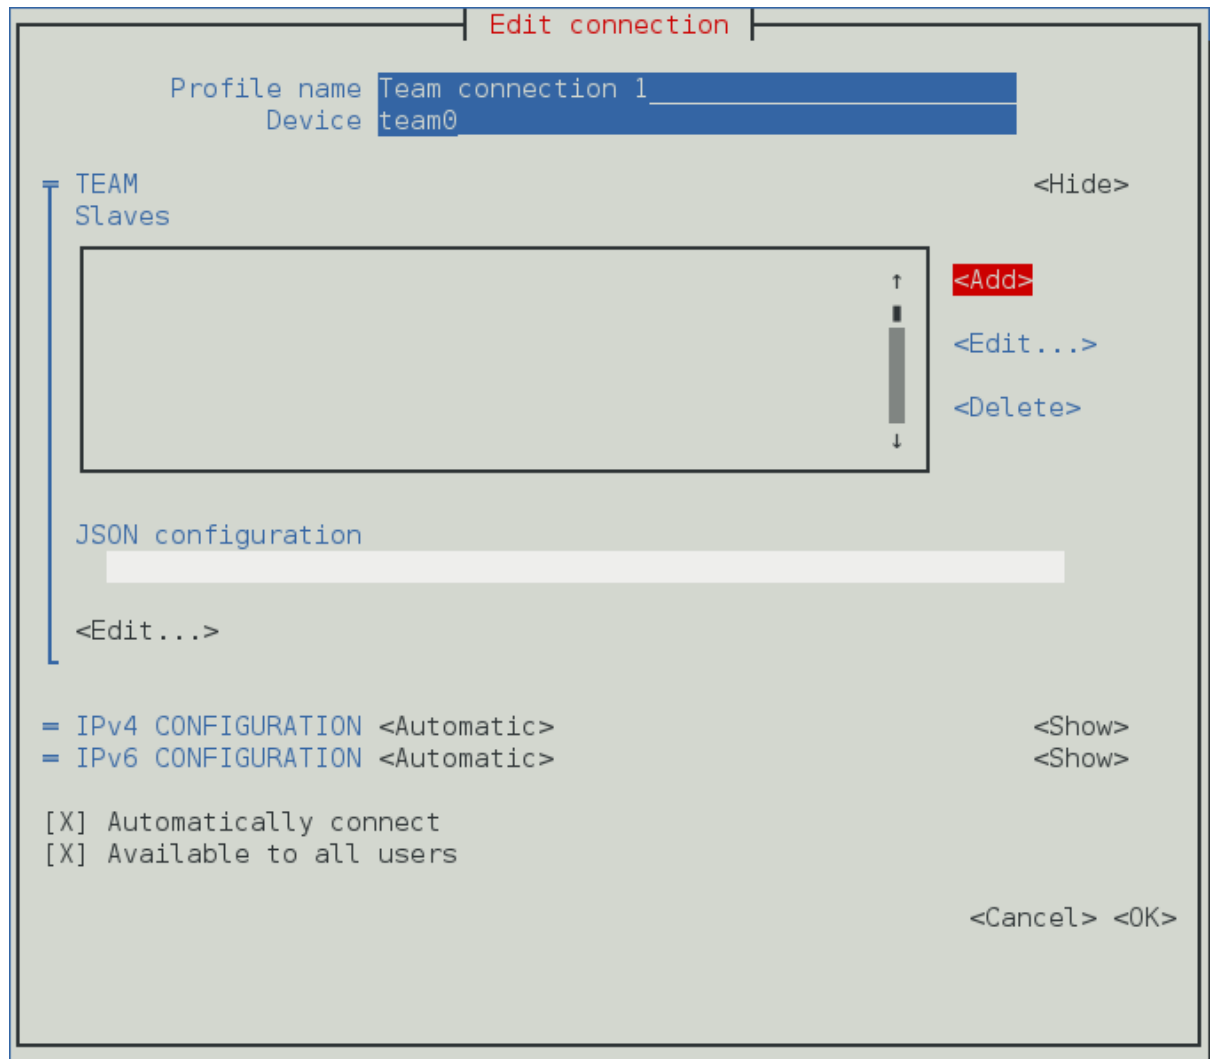 Edit connection
Profile name Team connection 1
Device team0
TEAM <Hide>
Slaves
<Add>
<Edit...>
<Delete>
JSON configuration
<Edit...>
IPv4 CONFIGURATION <Automatic> <Show>
IPv6 CONFIGURATION <Automatic> <Show>
[X] Automatically connect
[X] Available to all users
<Cancel> <OK>